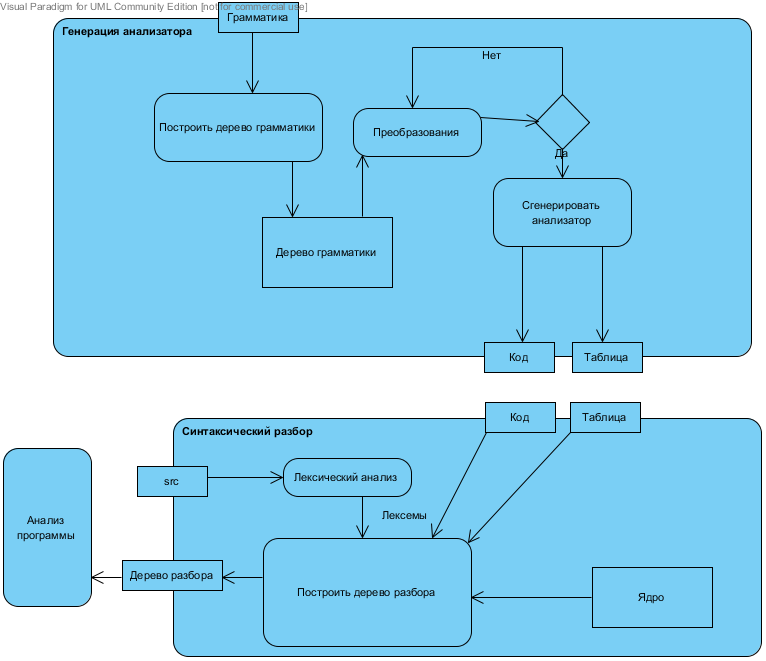 Visual Paradigm for UML Community Edition [not for commercial use]
Грамматика
Генерация анализатора
Нет
Построить дерево грамматики
Преобразования
Да
Сгенерировать
анализатор
Дерево грамматики
Код
Таблица
Код
Таблица
Синтаксический разбор
src
Лексический анализ
Анализ
программы
Лексемы
Дерево разбора
Построить дерево разбора
Ядро